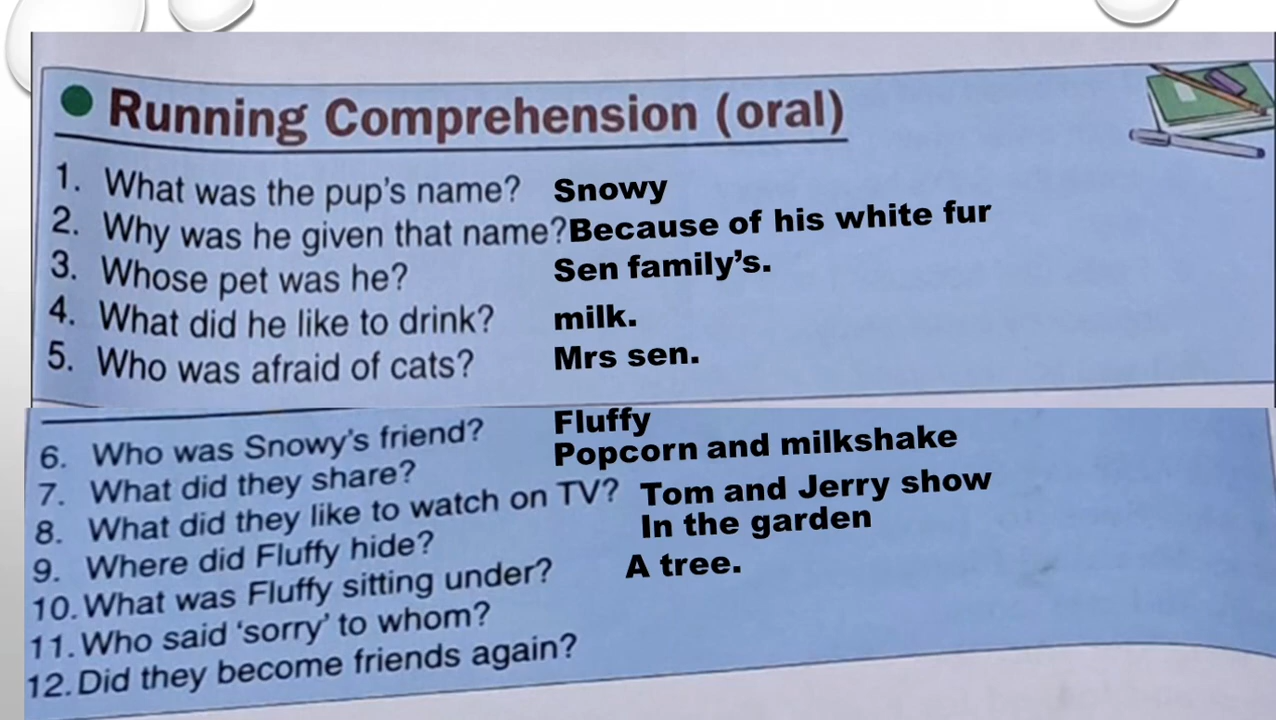 Running Comprehension (oral)
1. What was the pup's name? Snowy
2. Why was he given that name? Because of his white fur
3. Whose pet was he? Sen family's.
4. What did he like to drink? milk.
5. Who was afraid of cats? Mrs sen.
6. Who was Snowy's friend? Fluffy
7. What did they share? Popcorn and milkshake
8. What did they like to watch on TV? Tom and Jerry show
9. Where did Fluffy hide? In the garden
10. What was Fluffy sitting under? A tree.
11. Who said 'sorry' to whom?
12. Did they become friends again?